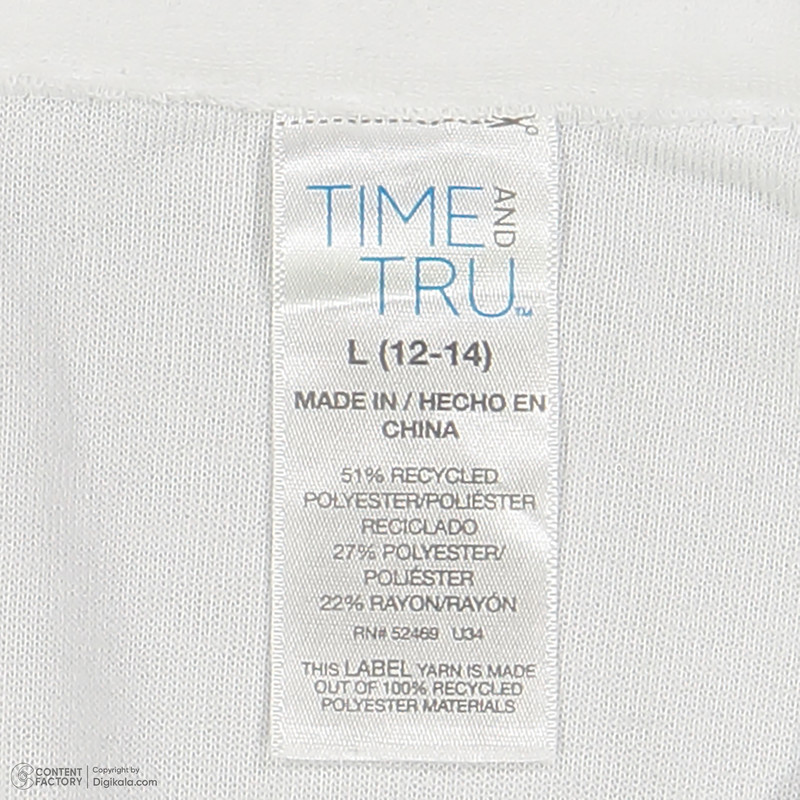 TIME AND
TRU™
L (12-14)
MADE IN / HECHO EN
CHINA
51% RECYCLED
POLYESTER/POLIÉSTER
RECICLADO
27% POLYESTER/
POLIÉSTER
22% RAYON/RAYÓN
RN# 52469 U34
THIS LABEL YARN IS MADE
OUT OF 100% RECYCLED
POLYESTER MATERIALS
CONTENT FACTORY
Copyright by
Digikala.com